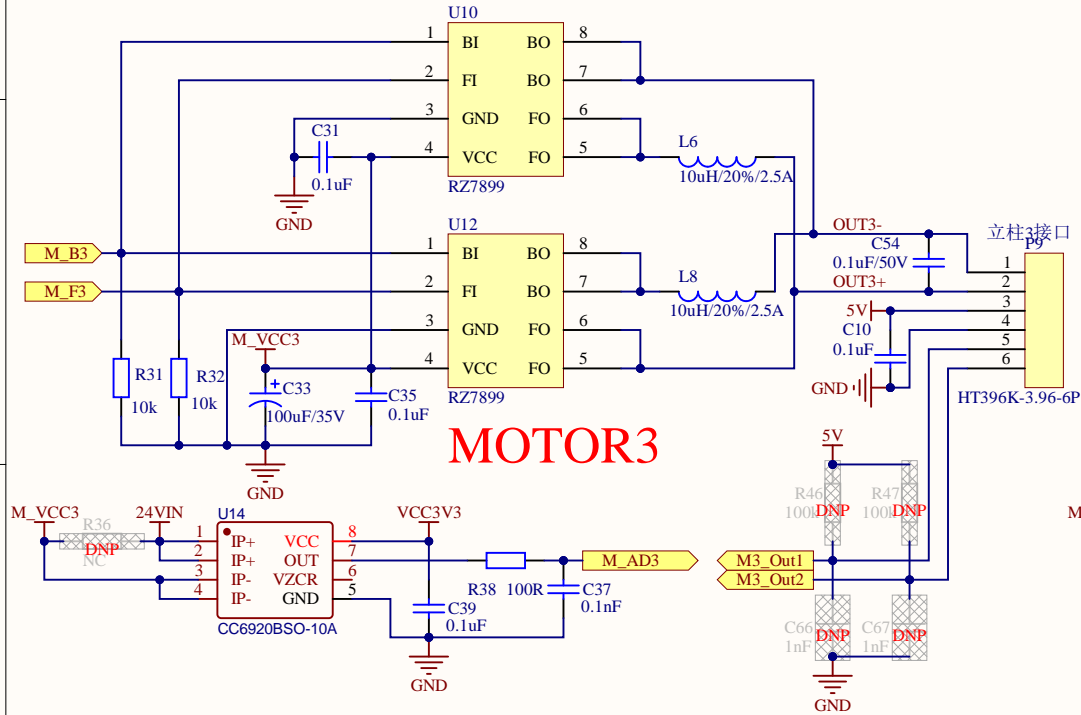 U10
1 BI BO 8
2 FI BO 7
3 GND FO 6
4 VCC FO 5
RZ7899
C31
0.1uF
GND
L6
10uH/20%/2.5A
U12
1 BI BO 8
2 FI BO 7
3 GND FO 6
4 VCC FO 5
RZ7899
M_B3
M_F3
L8
10uH/20%/2.5A
OUT3-
C54
0.1uF/50V
OUT3+
立柱3接口
P9
1
2
3
4
5
6
HT396K-3.96-6P
5V
C10
0.1uF
GND
M_VCC3
R31
10k
R32
10k
C33
100uF/35V
C35
0.1uF
GND
MOTOR3
M_VCC3
R36
DNP
NC
24VIN
U14
1 IP+ VCC 8
2 IP+ OUT 7
3 IP- VZCR 6
4 IP- GND 5
CC6920BSO-10A
VCC3V3
R38 100R
M_AD3
C37
0.1nF
C39
0.1uF
GND
5V
R46
100k
DNP
R47
100k
DNP
M3_Out1
M3_Out2
C66
1nF
DNP
C67
1nF
DNP
GND
M